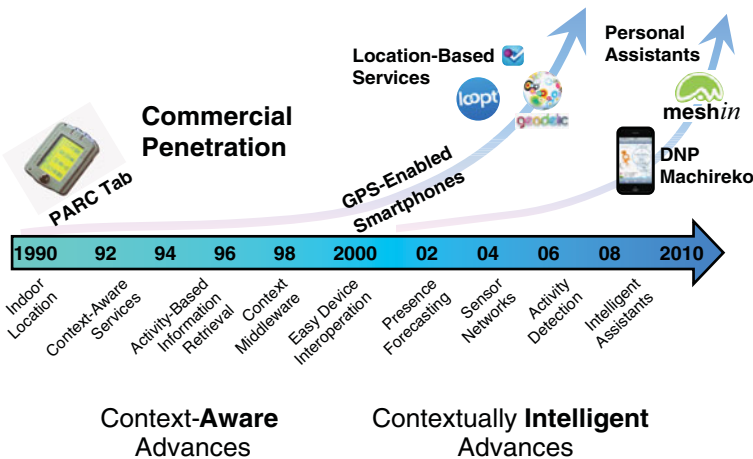 Location-Based
Services
Personal
Assistants
loopt
geodelic
meshin
Commercial
Penetration
DNP
Machireko
PARC Tab
GPS-Enabled
Smartphones
1990 92 94 96 98 2000 02 04 06 08 2010
Indoor
Location
Context-Aware
Services
Activity-Based
Information
Retrieval
Context
Middleware
Easy Device
Interoperation
Presence
Forecasting
Sensor
Networks
Activity
Detection
Intelligent
Assistants
Context-Aware
Advances
Contextually Intelligent
Advances